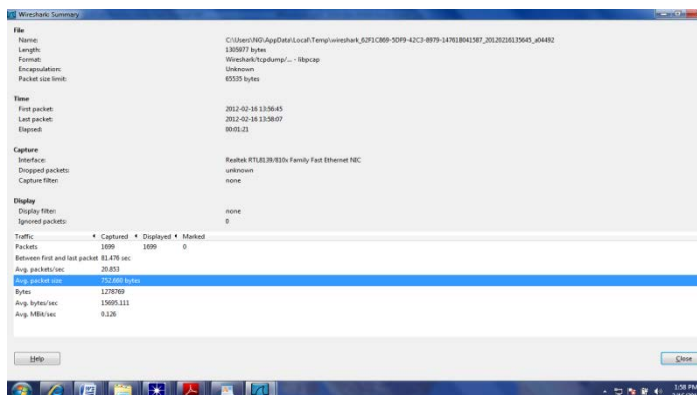 Wireshark: Summary
File
Name: C:\Users\NG\AppData\Local\Temp\wireshark_62F1C869-5DF9-42C3-8979-147618041587_20120216135645_a04492
Length: 1305977 bytes
Format: Wireshark/tcpdump/... - libpcap
Encapsulation: Unknown
Packet size limit: 65535 bytes
Time
First packet: 2012-02-16 13:56:45
Last packet: 2012-02-16 13:58:07
Elapsed: 00:01:21
Capture
Interface: Realtek RTL8139/810x Family Fast Ethernet NIC
Dropped packets: unknown
Capture filter: none
Display
Display filter: none
Ignored packets: 0
Traffic Captured Displayed Marked
Packets 1699 1699 0
Between first and last packet 81.476 sec
Avg. packets/sec 20.853
Avg. packet size 752.660 bytes
Bytes 1278769
Avg. bytes/sec 15695.111
Avg. MBit/sec 0.126
Help Close
1:58 PM